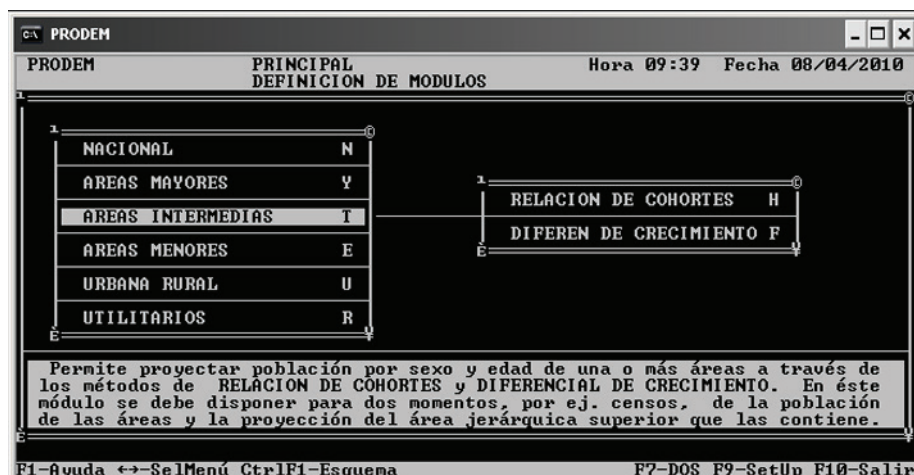 PRODEM
PRODEM PRINCIPAL Hora 09:39 Fecha 08/04/2010
DEFINICION DE MODULOS
NACIONAL N
AREAS MAYORES Y
AREAS INTERMEDIAS T
AREAS MENORES E
URBANA RURAL U
UTILITARIOS R
RELACION DE COHORTES H
DIFEREN DE CRECIMIENTO F
Permite proyectar población por sexo y edad de una o más áreas a través de
los métodos de RELACION DE COHORTES y DIFERENCIAL DE CRECIMIENTO. En éste
módulo se debe disponer para dos momentos, por ej. censos, de la población
de las áreas y la proyección del área jerárquica superior que las contiene.
F1-Ayuda ↔-SelMenú CtrlF1-Esquema F7-DOS F9-SetUp F10-Salir